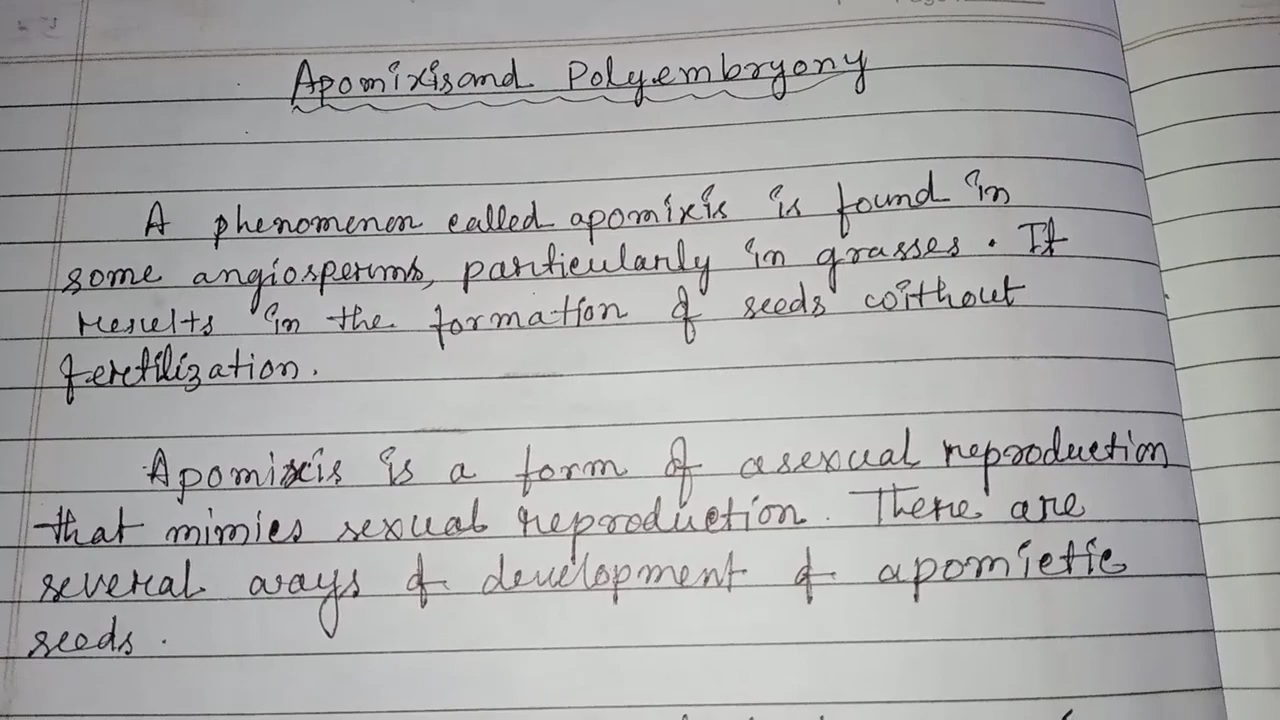 Apomixis and Polyembryony
A phenomenon called apomixis is found in
some angiosperms, particularly in grasses. It
results in the formation of seeds without
fertilization.
Apomixis is a form of asexual reproduction
that mimics sexual reproduction. There are
several ways of development of apomictic
seeds.